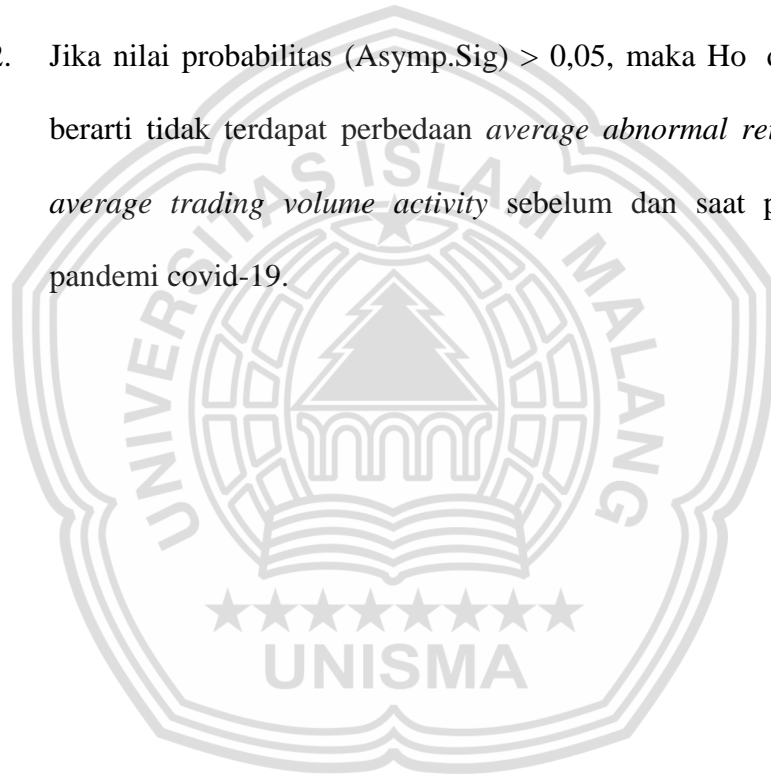 2. Jika nilai probabilitas (Asymp.Sig) > 0,05, maka Ho
berarti tidak terdapat perbedaan average abnormal
average trading volume activity sebelum dan saat
pandemi covid-19.
UNIVERSITAS ISLAM MALANG
UNISMA